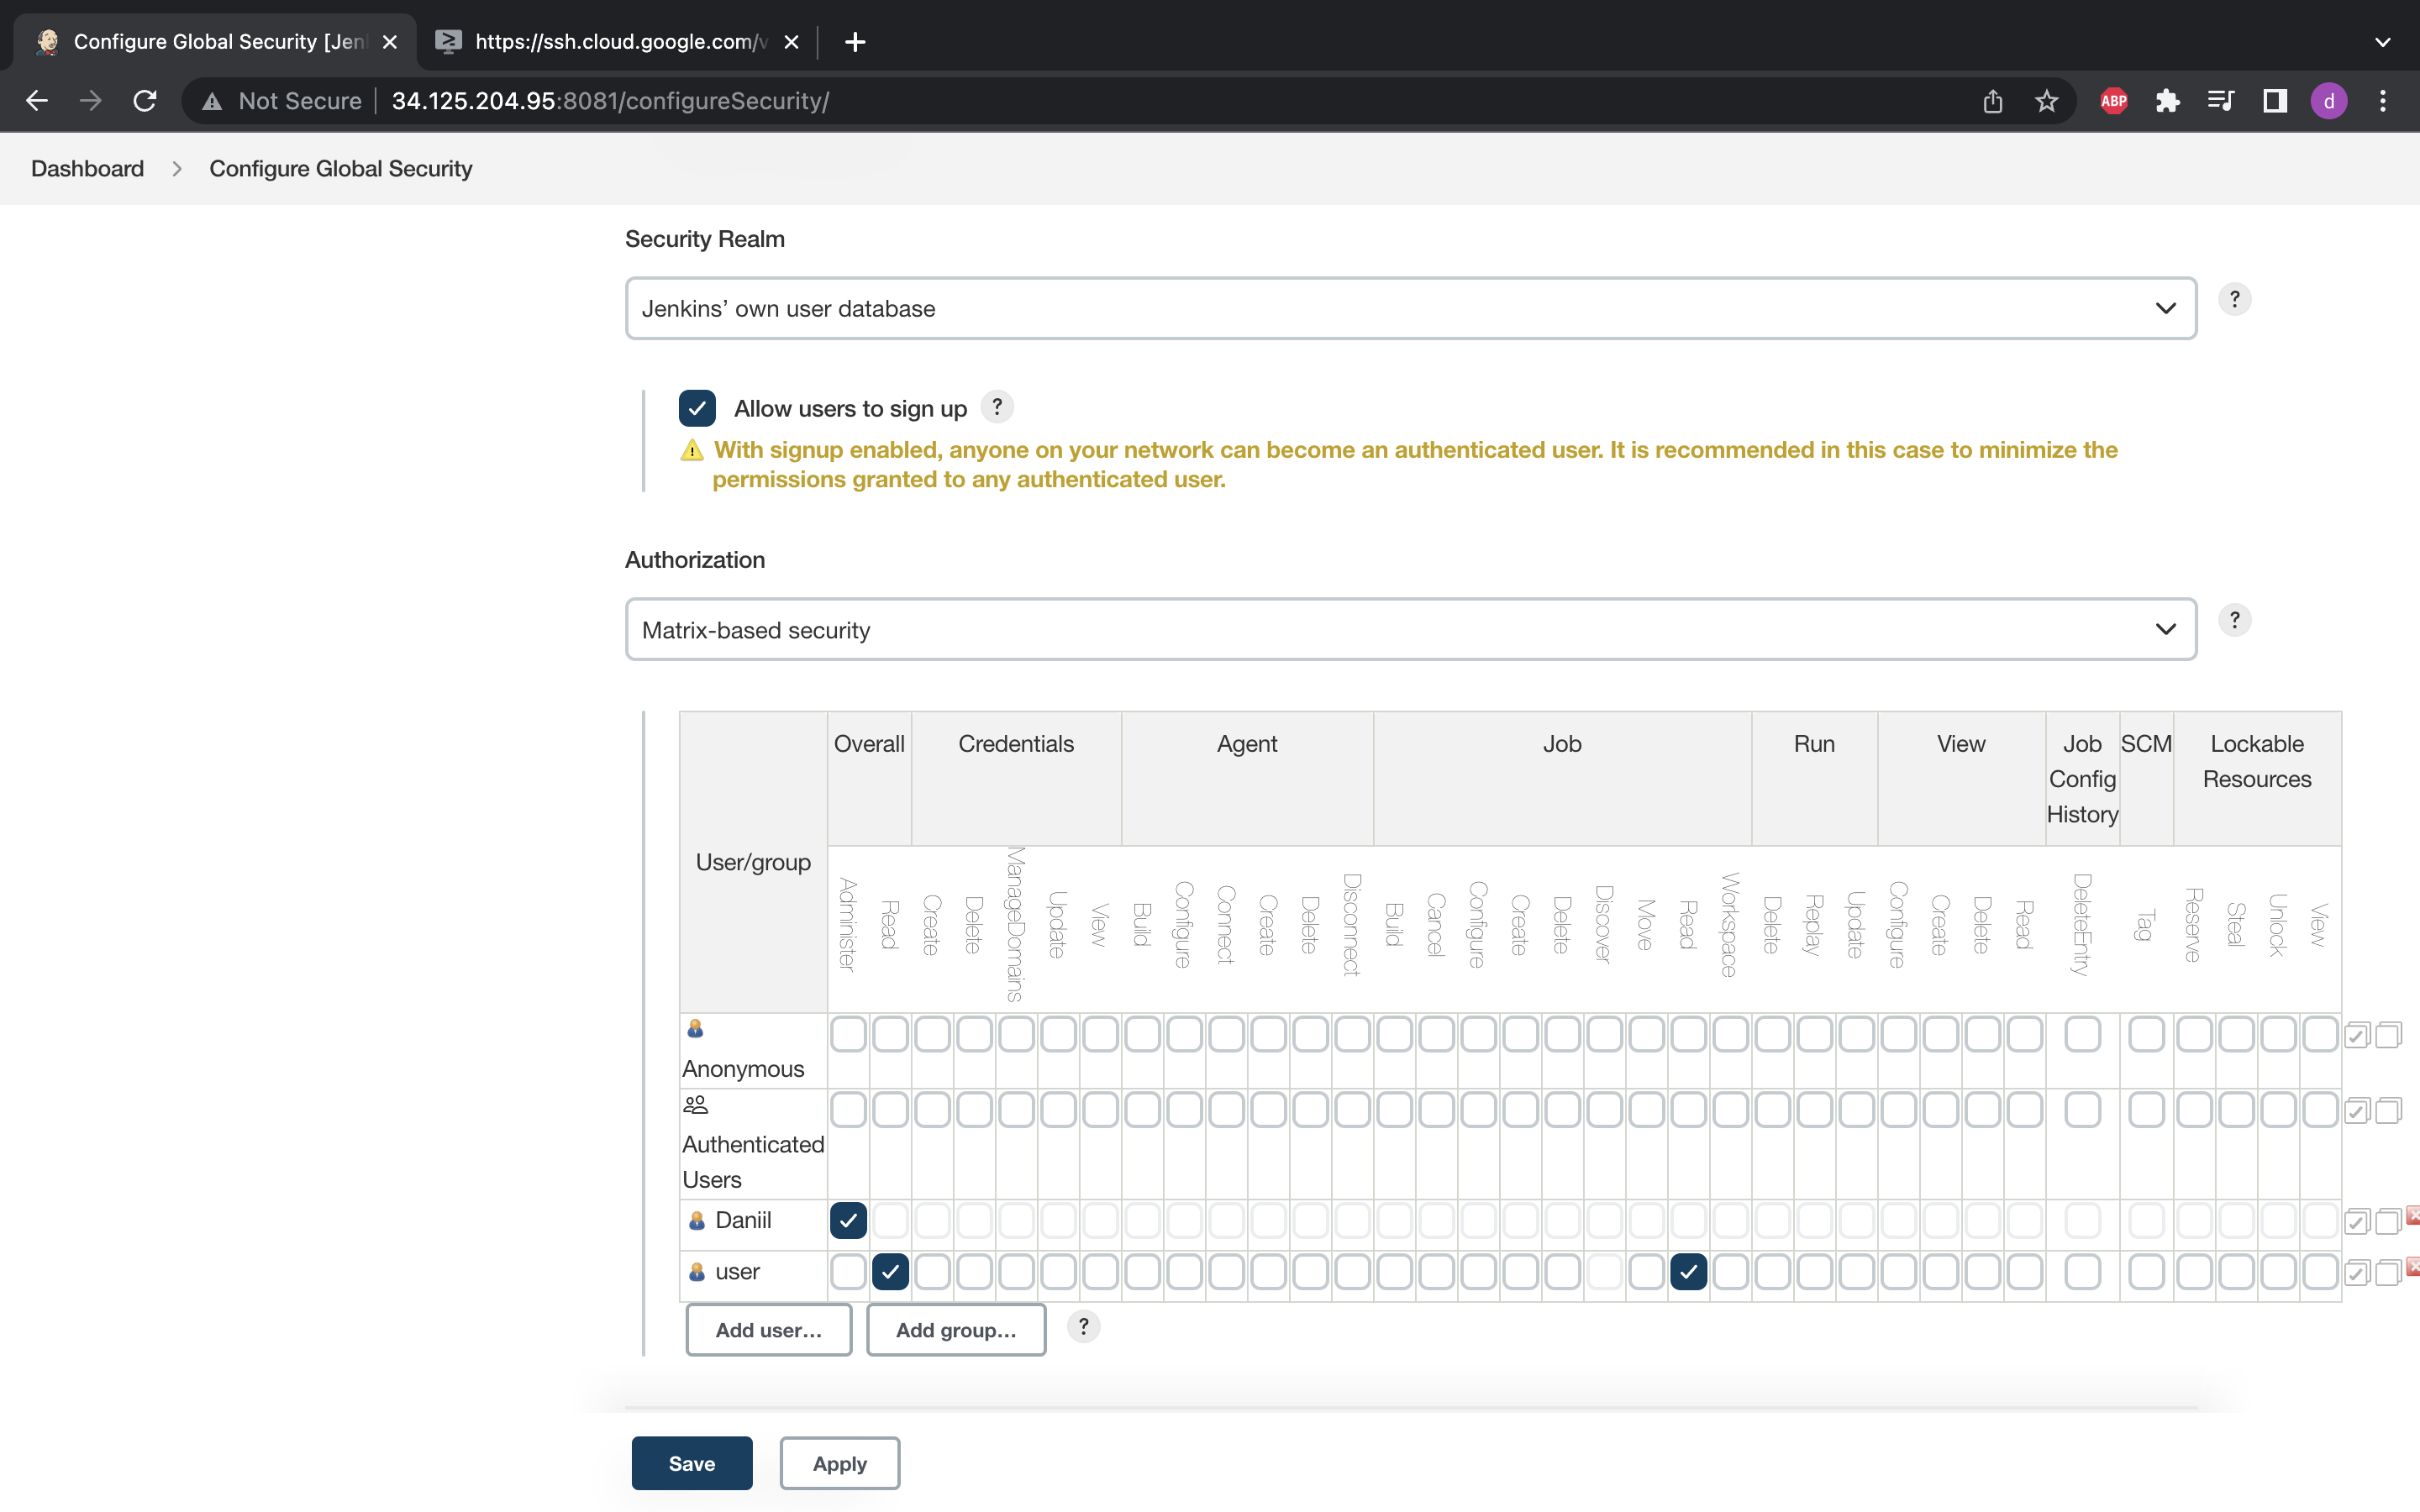 Configure Global Security [Jen
https://ssh.cloud.google.com/v
Not Secure
34.125.204.95:8081/configureSecurity/
ABP
d
Dashboard
Configure Global Security
Security Realm
Jenkins’ own user database
?
Allow users to sign up
?
With signup enabled, anyone on your network can become an authenticated user. It is recommended in this case to minimize the
permissions granted to any authenticated user.
Authorization
Matrix-based security
?
User/group
Overall
Credentials
Agent
Job
Run
View
Job
Config
History
SCM
Lockable
Resources
Administer
Read
Create
Delete
ManageDomains
Update
View
Build
Configure
Connect
Create
Delete
Disconnect
Build
Cancel
Configure
Create
Delete
Discover
Move
Read
Workspace
Delete
Replay
Update
Configure
Create
Delete
Read
DeleteEntry
Tag
Reserve
Steal
Unlock
View
Anonymous
Authenticated
Users
Daniil
user
Add user...
Add group...
?
Save
Apply